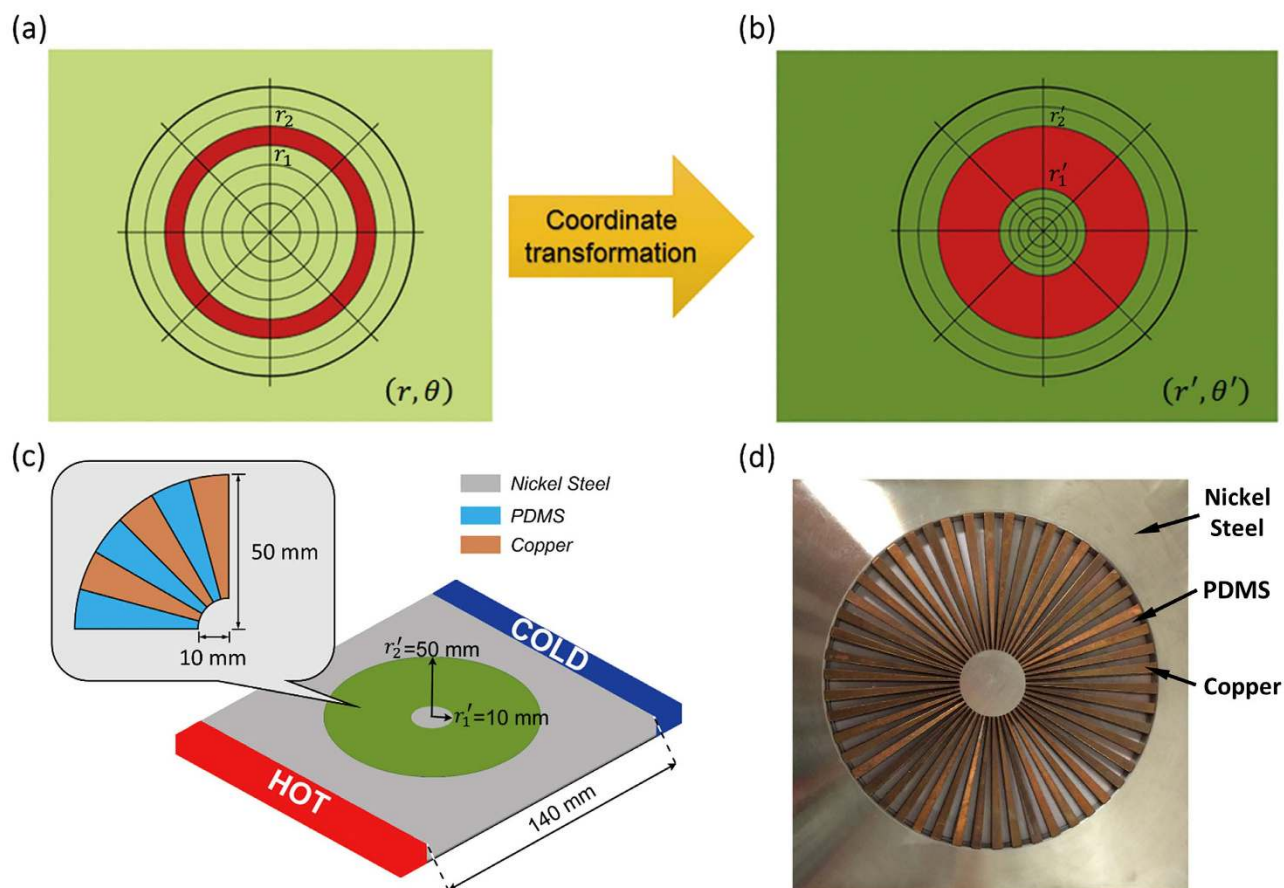 (a)
r₂
r₁
(r, θ)
Coordinate
transformation
(b)
r′₂
r′₁
(r′, θ′)
(c)
50 mm
10 mm
Nickel Steel
PDMS
Copper
COLD
r′₂=50 mm
r′₁=10 mm
HOT
140 mm
(d)
Nickel
Steel
PDMS
Copper